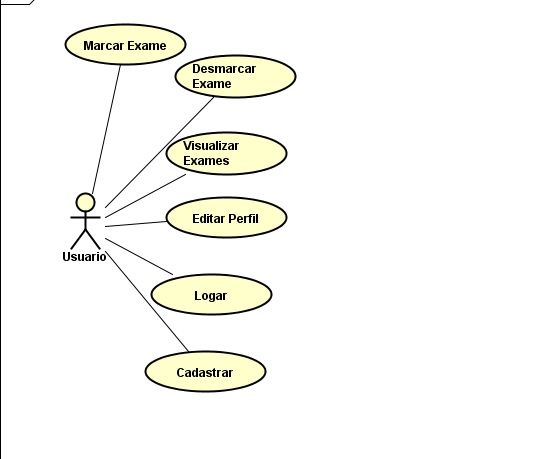 Marcar Exame
Desmarcar
Exame
Visualizar
Exames
Editar Perfil
Usuario
Logar
Cadastrar